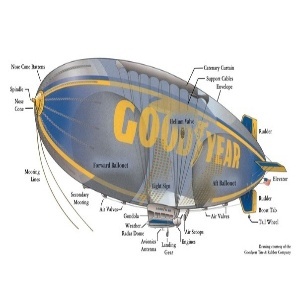 Nose Cone Battens
Spindle
Nose
Cone
Mooring
Lines
Catenary Curtain
Support Cables
Envelope
Helium Valve
GOODYEAR
Forward Ballonet
Aft Ballonet
Light Sign
Rudder
Elevator
Rudder
Boost Tab
Tail Wheel
Secondary
Mooring
Air Valves
Gondola
Weather
Radar Dome
Avionics
Antenna
Landing
Gear
Engines
Air Scoops
Air Valves
Drawing courtesy of the
Goodyear Tire & Rubber Company